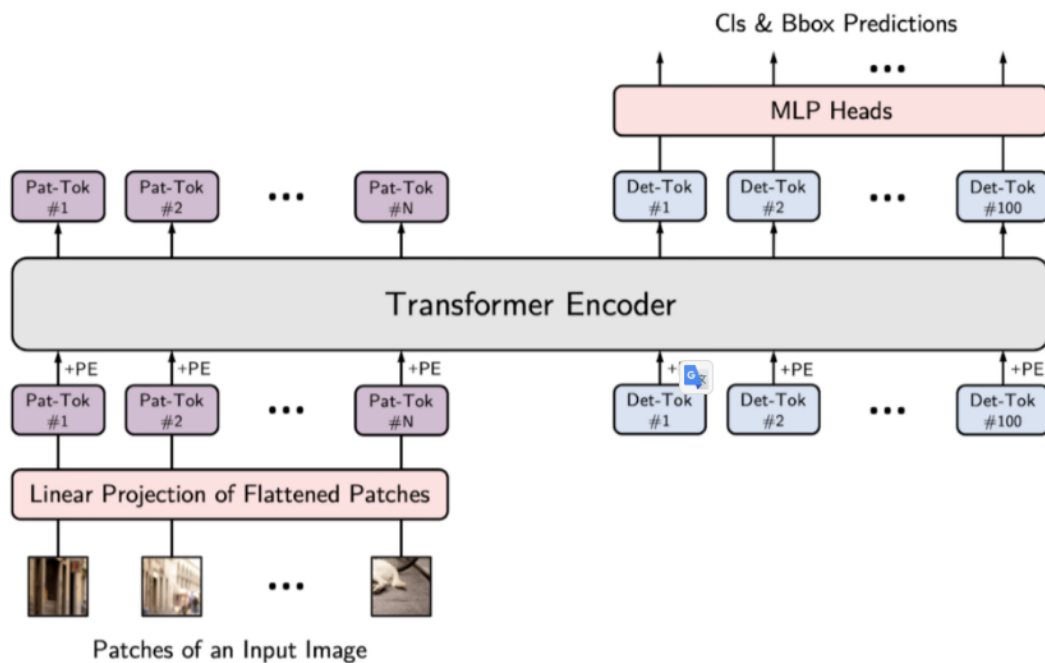 Cls & Bbox Predictions
MLP Heads
Pat-Tok
#1
Pat-Tok
#2
Pat-Tok
#N
Det-Tok
#1
Det-Tok
#2
Det-Tok
#100
Transformer Encoder
+PE
+PE
+PE
+PE
+PE
Pat-Tok
#1
Pat-Tok
#2
Pat-Tok
#N
Det-Tok
#1
Det-Tok
#2
Det-Tok
#100
Linear Projection of Flattened Patches
Patches of an Input Image